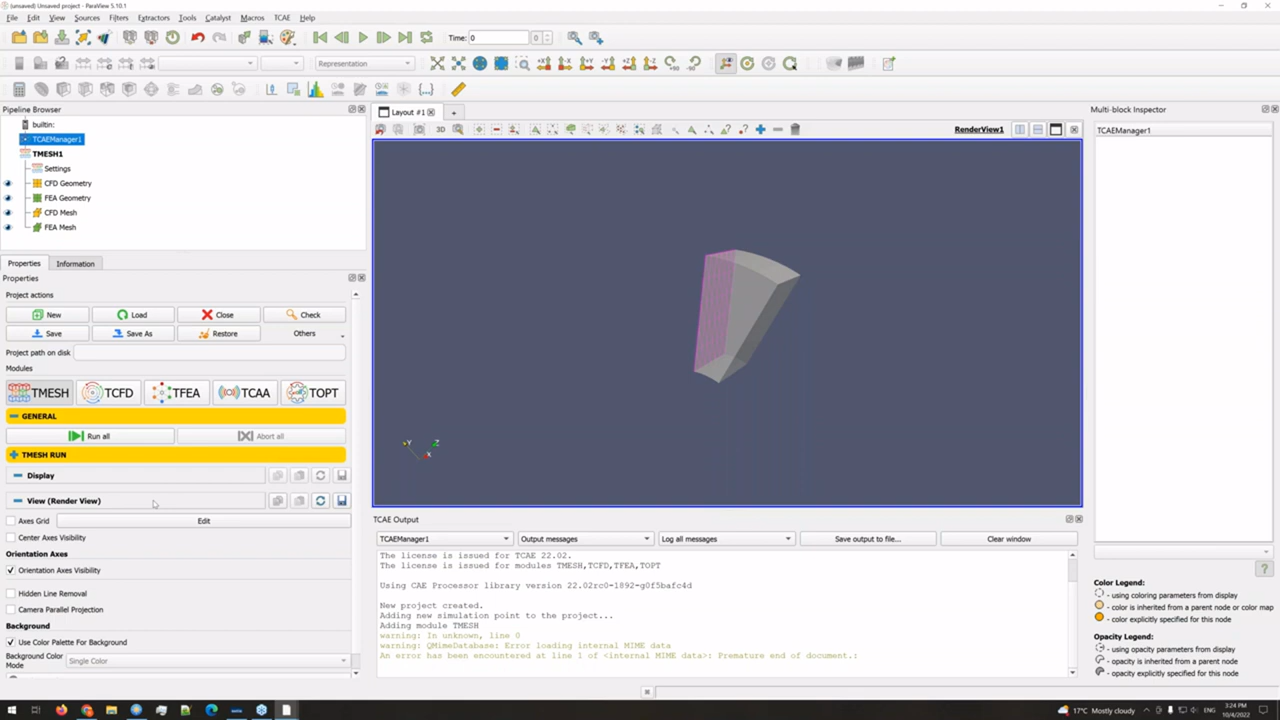 (unsaved) Unsaved project - ParaView 5.10.1
File Edit View Sources Filters Extractors Tools Catalyst Macros TCAE Help
Time: 0 0
Representation
Pipeline Browser
builtin:
TCAEManager1
TMESH1
Settings
CFD Geometry
FEA Geometry
CFD Mesh
FEA Mesh
Properties Information
Properties
Project actions
New Load Close Check
Save Save As Restore Others
Project path on disk
Modules
TMESH TCFD TFEA TCAA TOPT
GENERAL
Run all Abort all
TMESH RUN
Display
View (Render View)
Axes Grid Edit
Center Axes Visibility
Orientation Axes
Orientation Axes Visibility
Hidden Line Removal
Camera Parallel Projection
Background
Use Color Palette For Background
Background Color Mode Single Color
Layout #1
3D RenderView1
Y Z X
TCAE Output
TCAEManager1 Output messages Log all messages Save output to file... Clear window
The license is issued for TCAE 22.02.
The license is issued for modules TMESH,TCFD,TFEA,TOPT
Using CAE Processor library version 22.02rc0-1892-g0f5bafc4d
New project created.
Adding new simulation point to the project...
Adding module TMESH
warning: In unknown, line 0
warning: QMimeDatabase: Error loading internal MIME data
An error has been encountered at line 1 of <internal MIME data>: Premature end of document.:
Multi-block Inspector
TCAEManager1
Color Legend:
- using coloring parameters from display
- color is inherited from a parent node or color map
- color explicitly specified for this node
Opacity Legend:
- using opacity parameters from display
- opacity is inherited from a parent node
- opacity explicitly specified for this node
17°C Mostly cloudy ENG 3:24 PM
10/4/2022